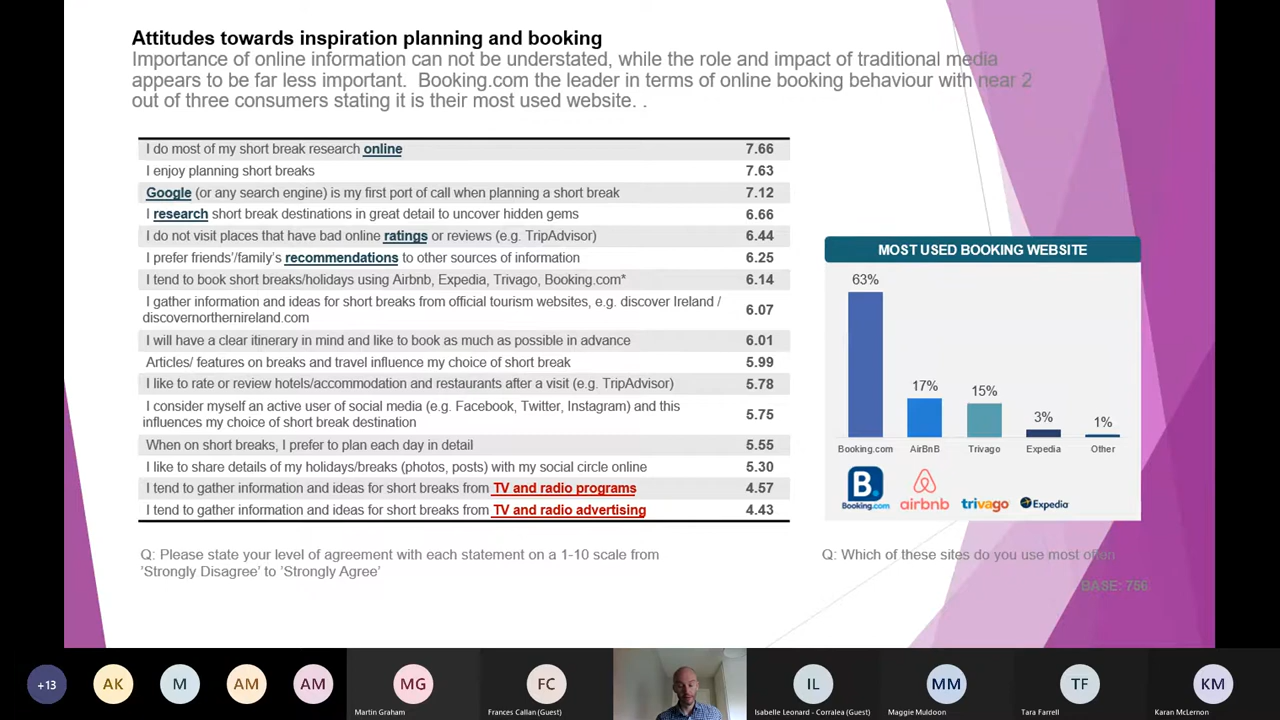 Attitudes towards inspiration planning and booking
Importance of online information can not be understated, while the role and impact of traditional media
appears to be far less important. Booking.com the leader in terms of online booking behaviour with near 2
out of three consumers stating it is their most used website. .
I do most of my short break research online 7.66
I enjoy planning short breaks 7.63
Google (or any search engine) is my first port of call when planning a short break 7.12
I research short break destinations in great detail to uncover hidden gems 6.66
I do not visit places that have bad online ratings or reviews (e.g. TripAdvisor) 6.44
I prefer friends'/family's recommendations to other sources of information 6.25
I tend to book short breaks/holidays using Airbnb, Expedia, Trivago, Booking.com* 6.14
I gather information and ideas for short breaks from official tourism websites, e.g. discover Ireland /
discovernorthernireland.com 6.07
I will have a clear itinerary in mind and like to book as much as possible in advance 6.01
Articles/ features on breaks and travel influence my choice of short break 5.99
I like to rate or review hotels/accommodation and restaurants after a visit (e.g. TripAdvisor) 5.78
I consider myself an active user of social media (e.g. Facebook, Twitter, Instagram) and this
influences my choice of short break destination 5.75
When on short breaks, I prefer to plan each day in detail 5.55
I like to share details of my holidays/breaks (photos, posts) with my social circle online 5.30
I tend to gather information and ideas for short breaks from TV and radio programs 4.57
I tend to gather information and ideas for short breaks from TV and radio advertising 4.43
Q: Please state your level of agreement with each statement on a 1-10 scale from
'Strongly Disagree' to 'Strongly Agree'
MOST USED BOOKING WEBSITE
63%
17%
15%
3%
1%
Booking.com AirBnB Trivago Expedia Other
B.
Booking.com airbnb trivago Expedia
Q: Which of these sites do you use most often
BASE: 756
+13 AK M AM AM MG FC IL MM TF KM
Martin Graham Frances Callan (Guest) Isabelle Leonard - Corralea (Guest) Maggie Muldoon Tara Farrell Karan McLernon